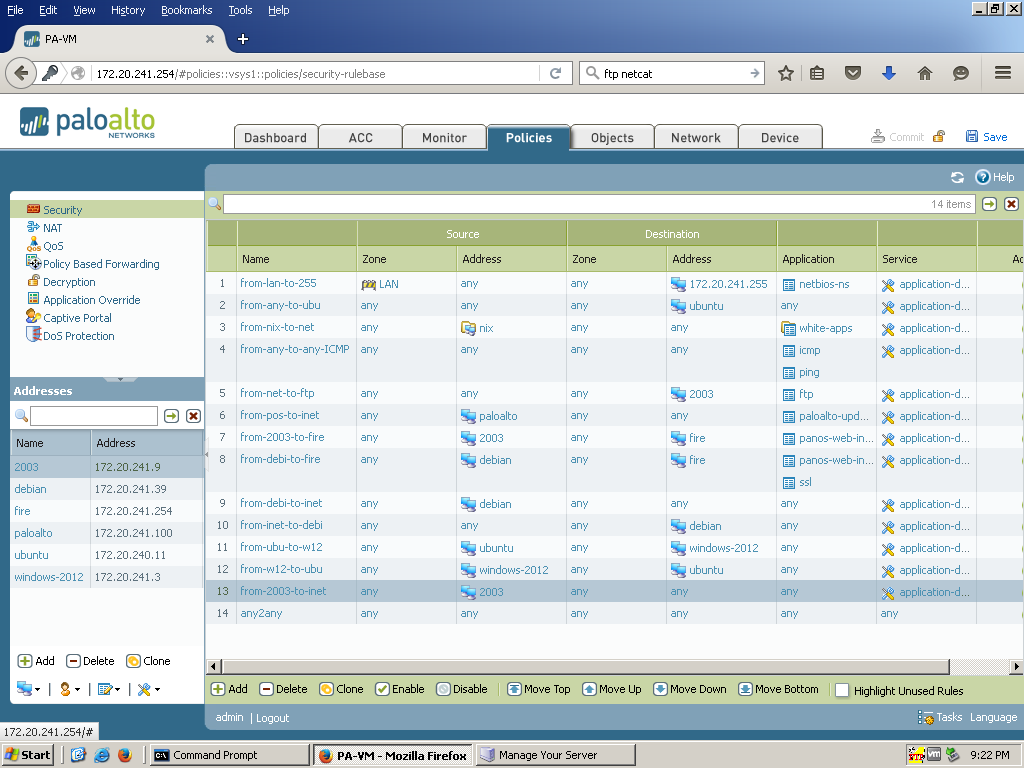 File Edit View History Bookmarks Tools Help
PA-VM
172.20.241.254/#policies::vsys1::policies/security-rulebase
ftp netcat
paloalto
NETWORKS
Dashboard ACC Monitor Policies Objects Network Device
Commit Save
Help
14 items
Security
NAT
QoS
Policy Based Forwarding
Decryption
Application Override
Captive Portal
DoS Protection
Addresses
Name Address
2003 172.20.241.9
debian 172.20.241.39
fire 172.20.241.254
paloalto 172.20.241.100
ubuntu 172.20.240.11
windows-2012 172.20.241.3
Add Delete Clone
Source Destination
Name Zone Address Zone Address Application Service Ac
1 from-lan-to-255 LAN any any 172.20.241.255 netbios-ns application-d...
2 from-any-to-ubu any any any ubuntu any application-d...
3 from-nix-to-net any nix any any white-apps application-d...
4 from-any-to-any-ICMP any any any any icmp application-d...
ping
5 from-net-to-ftp any any any 2003 ftp application-d...
6 from-pos-to-inet any paloalto any any paloalto-upd... application-d...
7 from-2003-to-fire any 2003 any fire panos-web-in... application-d...
8 from-debi-to-fire any debian any fire panos-web-in... application-d...
ssl
9 from-debi-to-inet any debian any any any application-d...
10 from-inet-to-debi any any any debian any application-d...
11 from-ubu-to-w12 any ubuntu any windows-2012 any application-d...
12 from-w12-to-ubu any windows-2012 any ubuntu any application-d...
13 from-2003-to-inet any 2003 any any any application-d...
14 any2any any any any any any any
Add Delete Clone Enable Disable Move Top Move Up Move Down Move Bottom Highlight Unused Rules
admin | Logout
Tasks Language
172.20.241.254/#
Start Command Prompt PA-VM - Mozilla Firefox Manage Your Server 9:22 PM